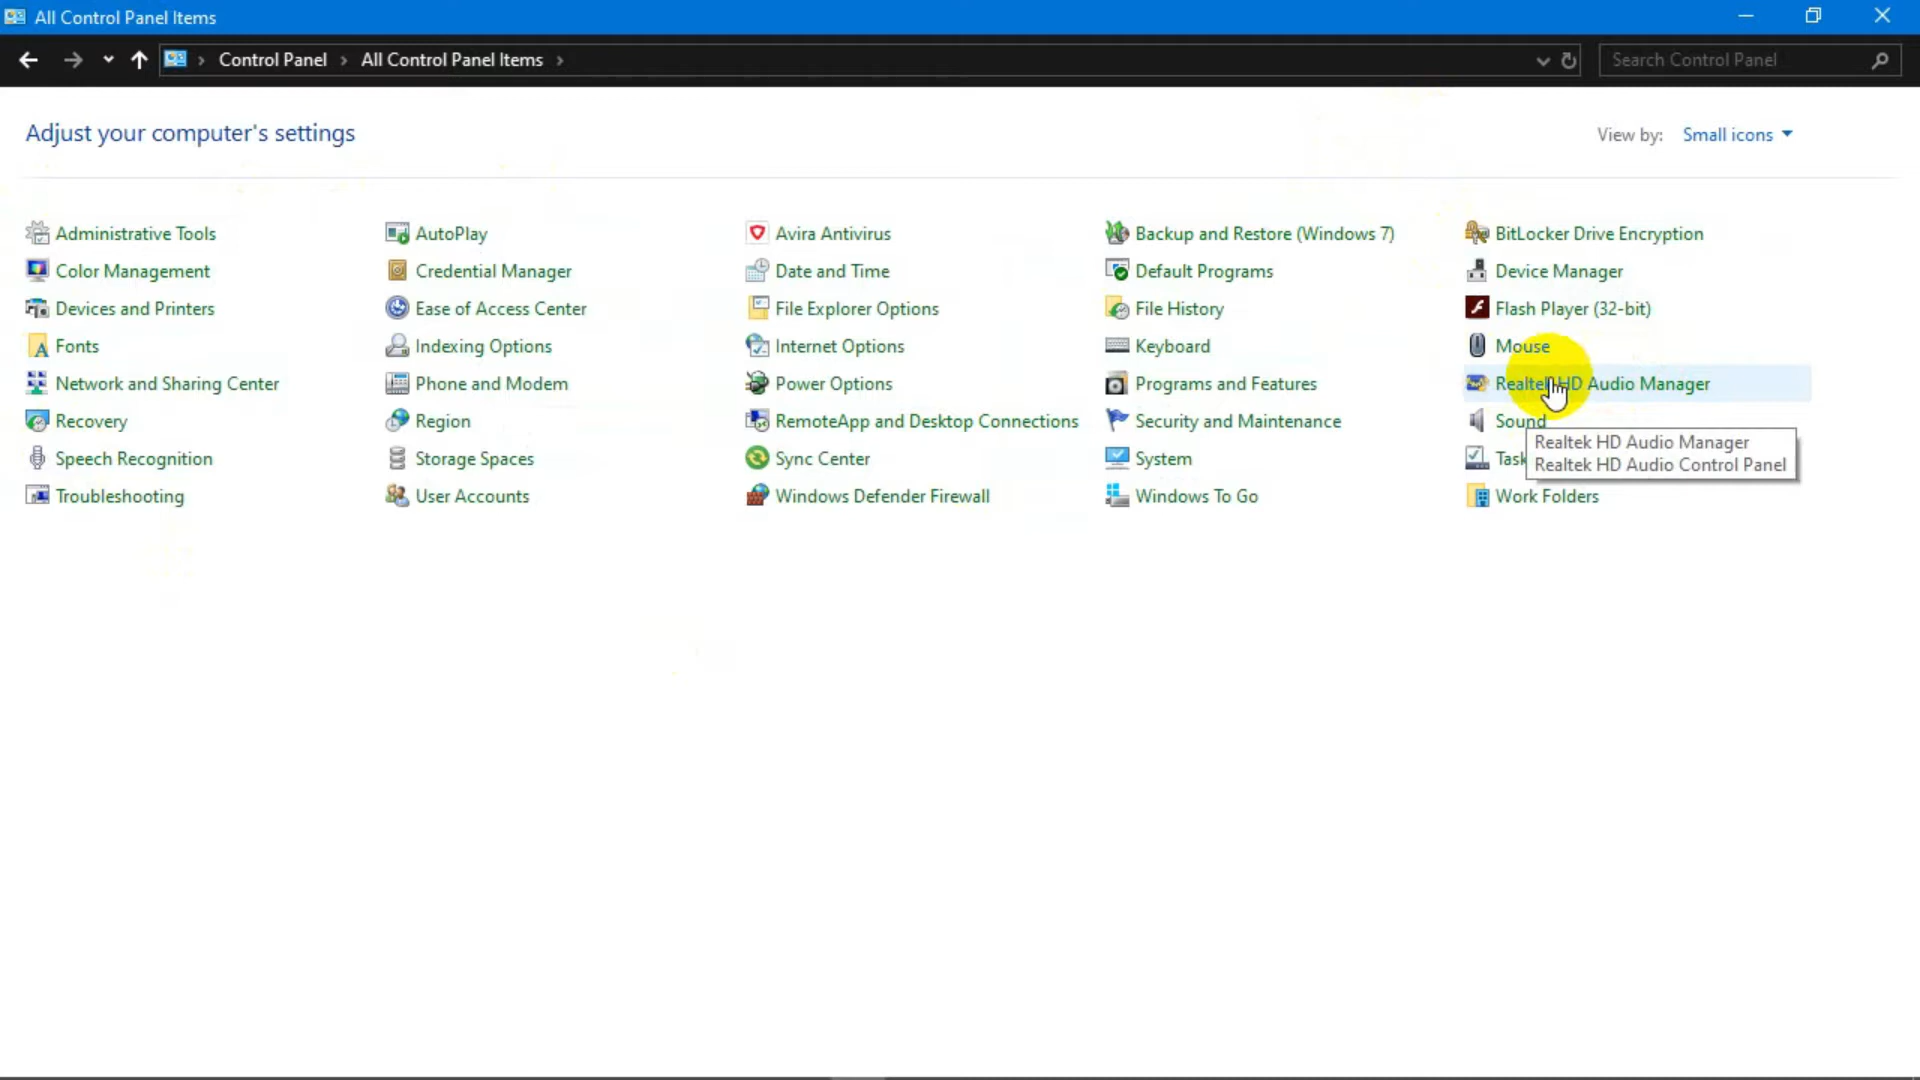 All Control Panel Items
Control Panel
All Control Panel Items
Search Control Panel
Adjust your computer's settings
View by: Small icons
Administrative Tools
AutoPlay
Avira Antivirus
Backup and Restore (Windows 7)
BitLocker Drive Encryption
Color Management
Credential Manager
Date and Time
Default Programs
Device Manager
Devices and Printers
Ease of Access Center
File Explorer Options
File History
Flash Player (32-bit)
Fonts
Indexing Options
Internet Options
Keyboard
Mouse
Network and Sharing Center
Phone and Modem
Power Options
Programs and Features
Realtek HD Audio Manager
Recovery
Region
RemoteApp and Desktop Connections
Security and Maintenance
Sound
Realtek HD Audio Manager
Realtek HD Audio Control Panel
Speech Recognition
Storage Spaces
Sync Center
System
Task
Troubleshooting
User Accounts
Windows Defender Firewall
Windows To Go
Work Folders